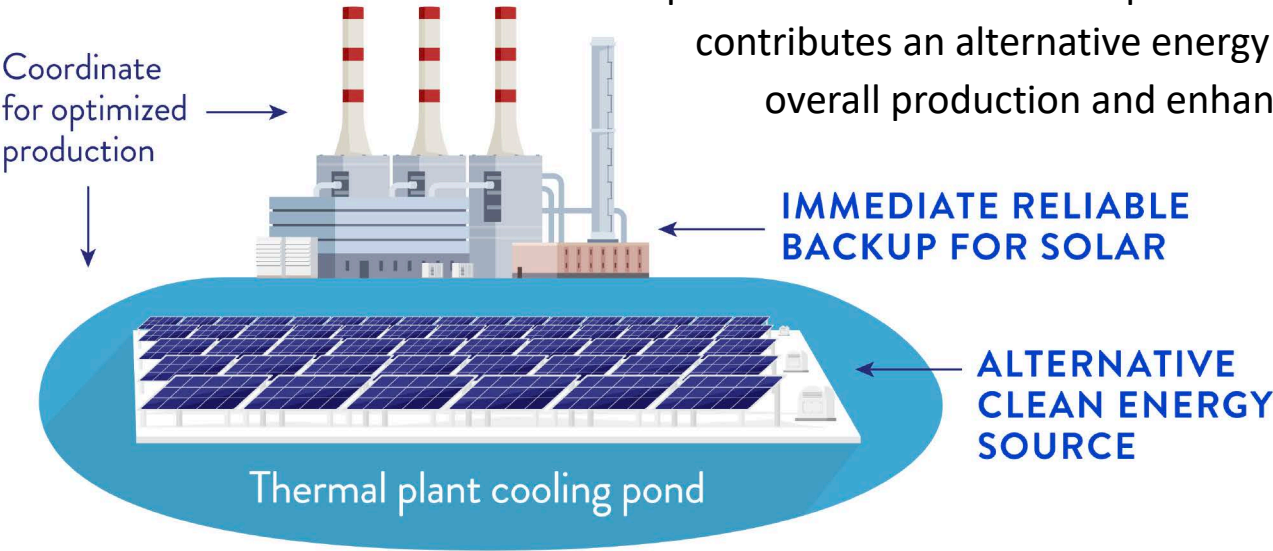 contributes an alternative energy
overall production and enhan
Coordinate
for optimized
production
IMMEDIATE RELIABLE
BACKUP FOR SOLAR
ALTERNATIVE
CLEAN ENERGY
SOURCE
Thermal plant cooling pond